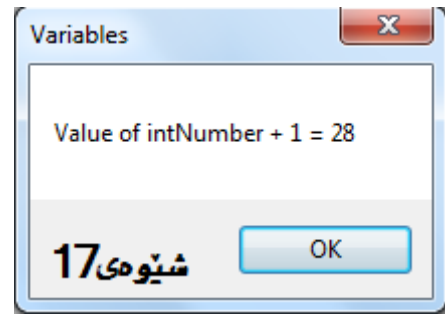 Variables
Value of intNumber + 1 = 28
شێوەی17
OK